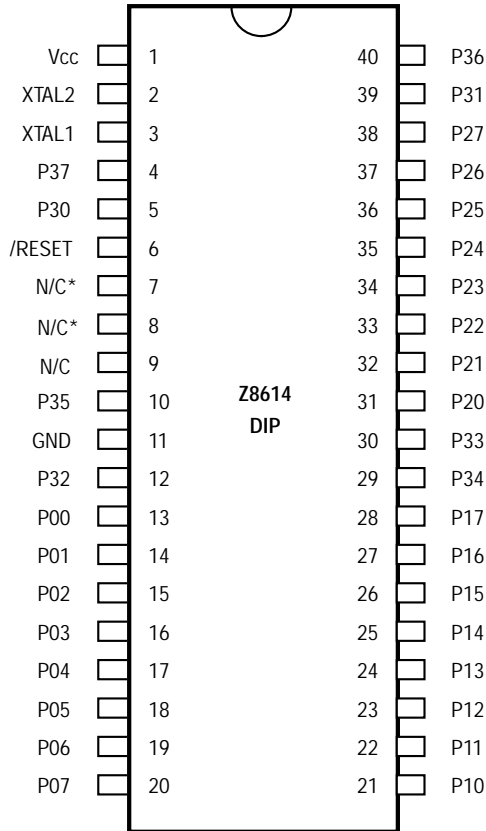 Vcc 1 40 P36
XTAL2 2 39 P31
XTAL1 3 38 P27
P37 4 37 P26
P30 5 36 P25
/RESET 6 35 P24
N/C* 7 34 P23
N/C* 8 33 P22
N/C 9 32 P21
P35 10 Z8614 31 P20
GND 11 DIP 30 P33
P32 12 29 P34
P00 13 28 P17
P01 14 27 P16
P02 15 26 P15
P03 16 25 P14
P04 17 24 P13
P05 18 23 P12
P06 19 22 P11
P07 20 21 P10